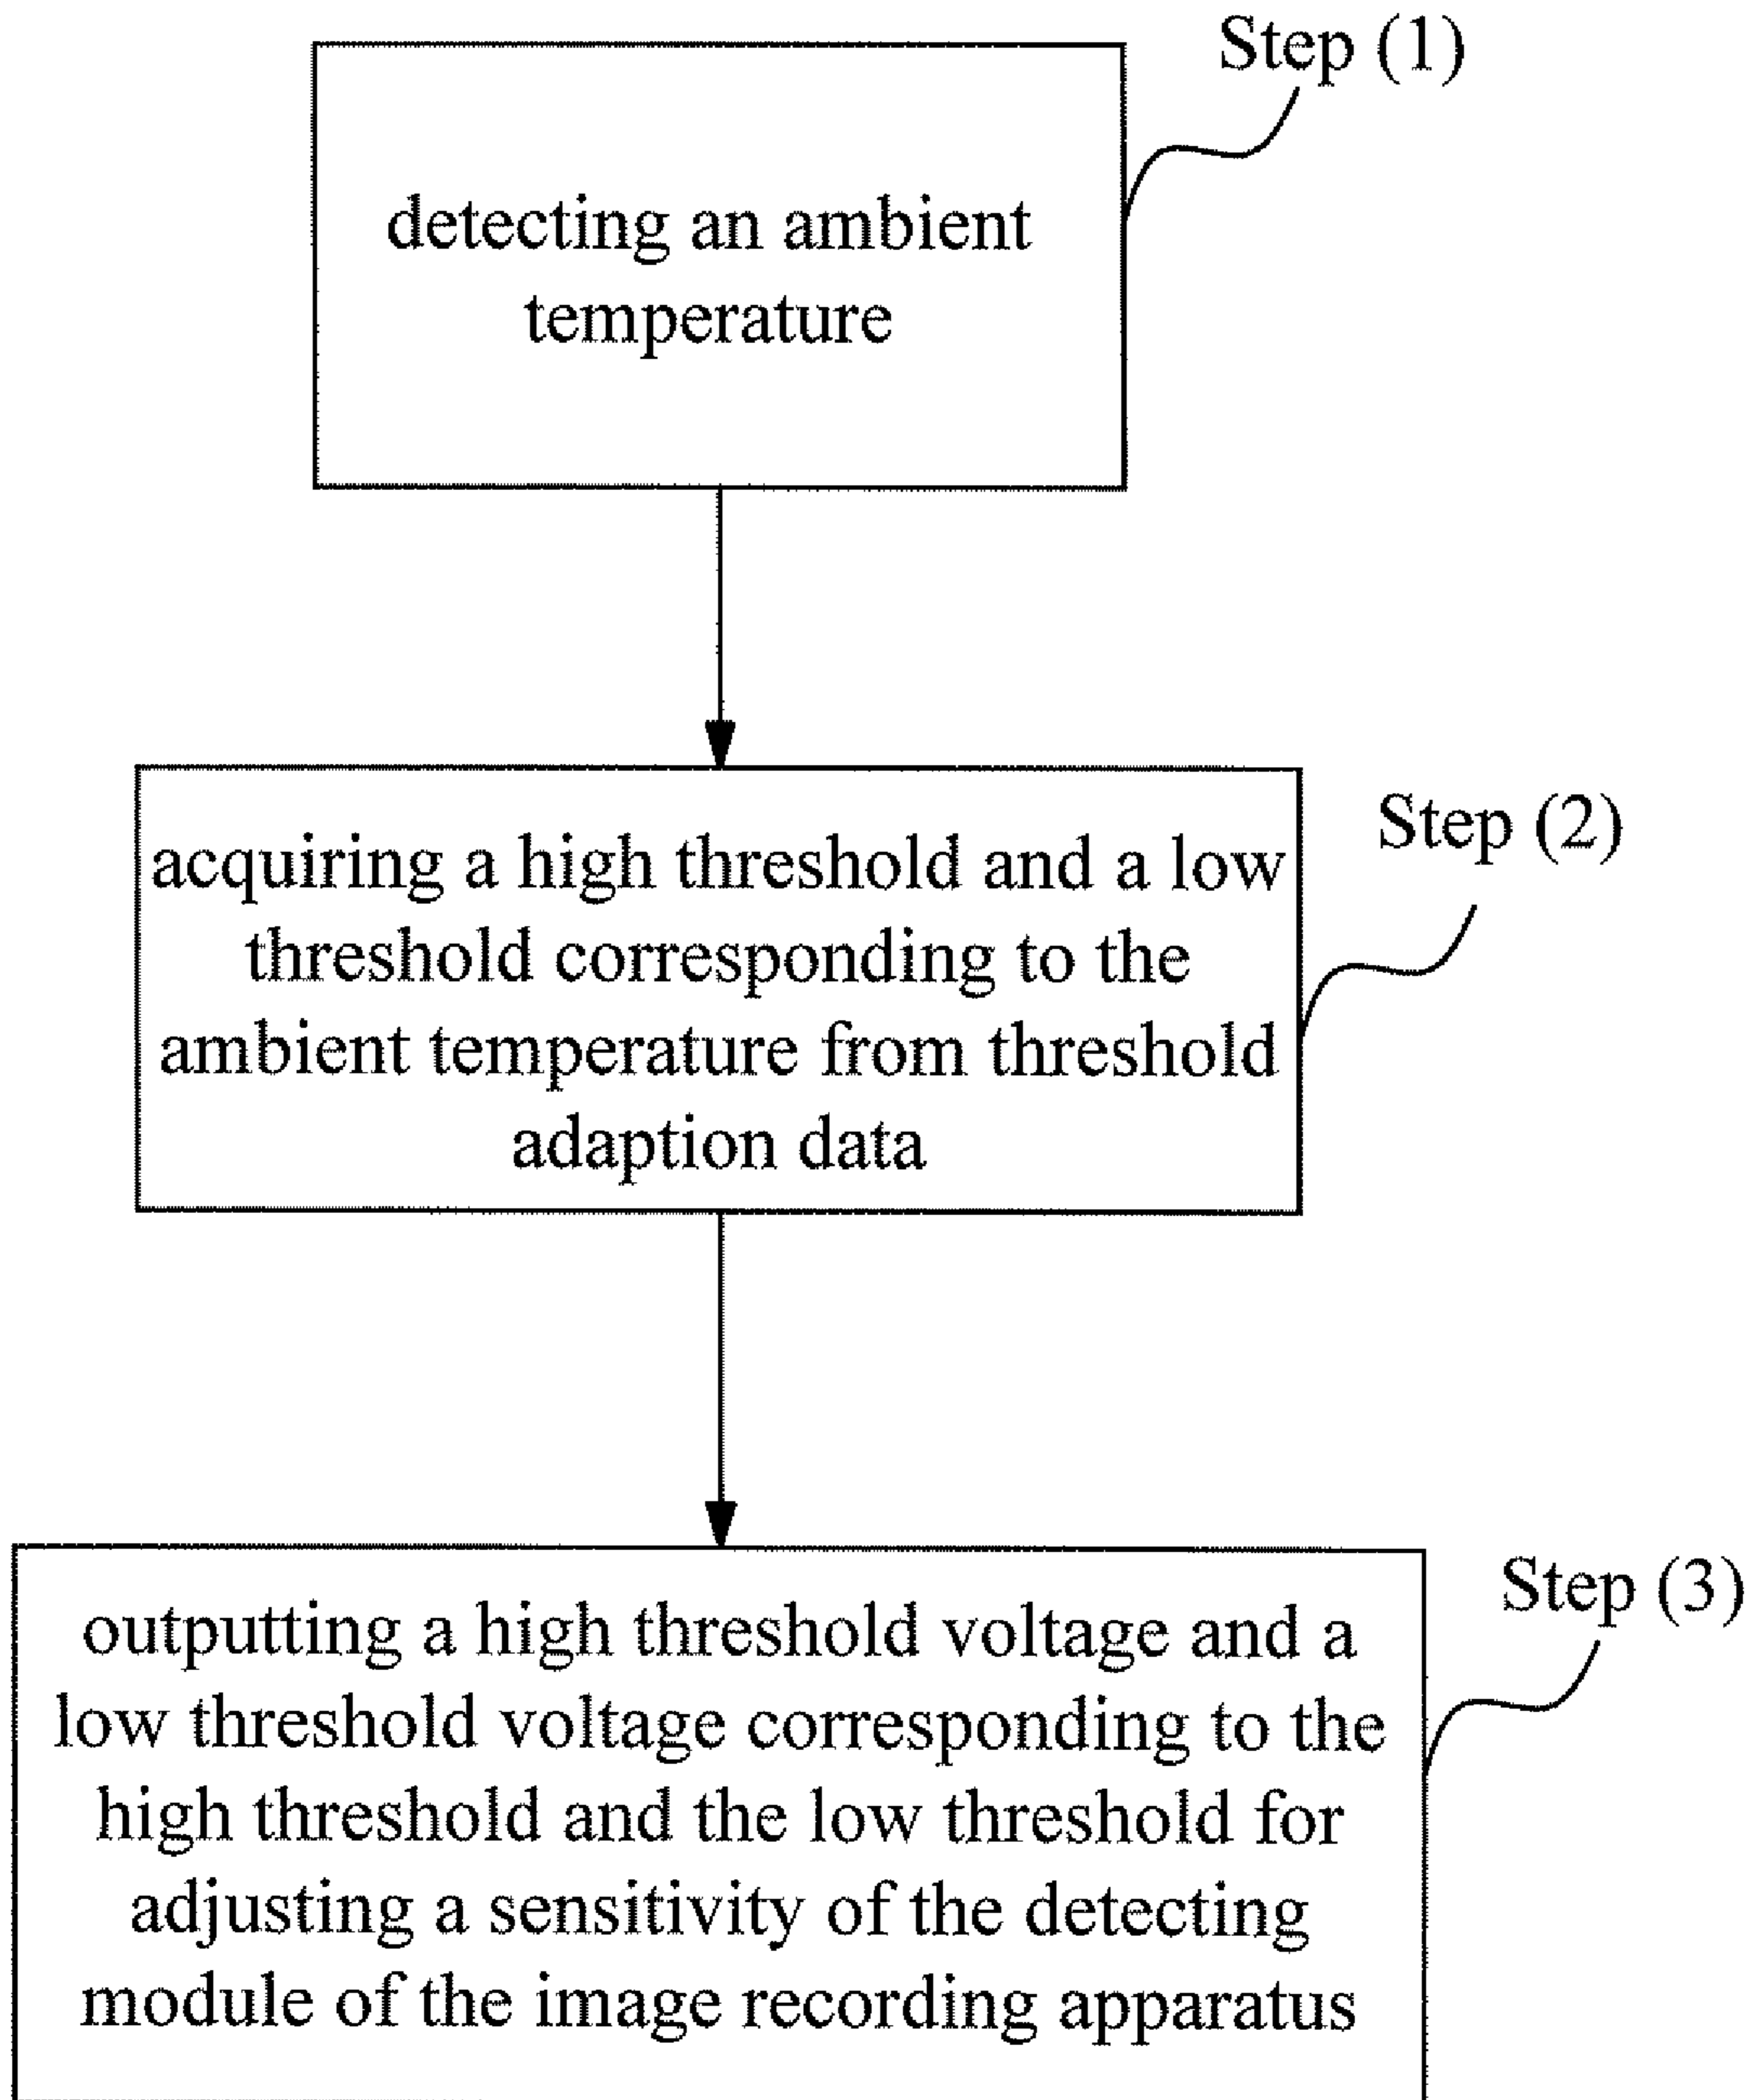 Step (1)
detecting an ambient
temperature
Step (2)
acquiring a high threshold and a low
threshold corresponding to the
ambient temperature from threshold
adaption data
Step (3)
outputting a high threshold voltage and a
low threshold voltage corresponding to the
high threshold and the low threshold for
adjusting a sensitivity of the detecting
module of the image recording apparatus